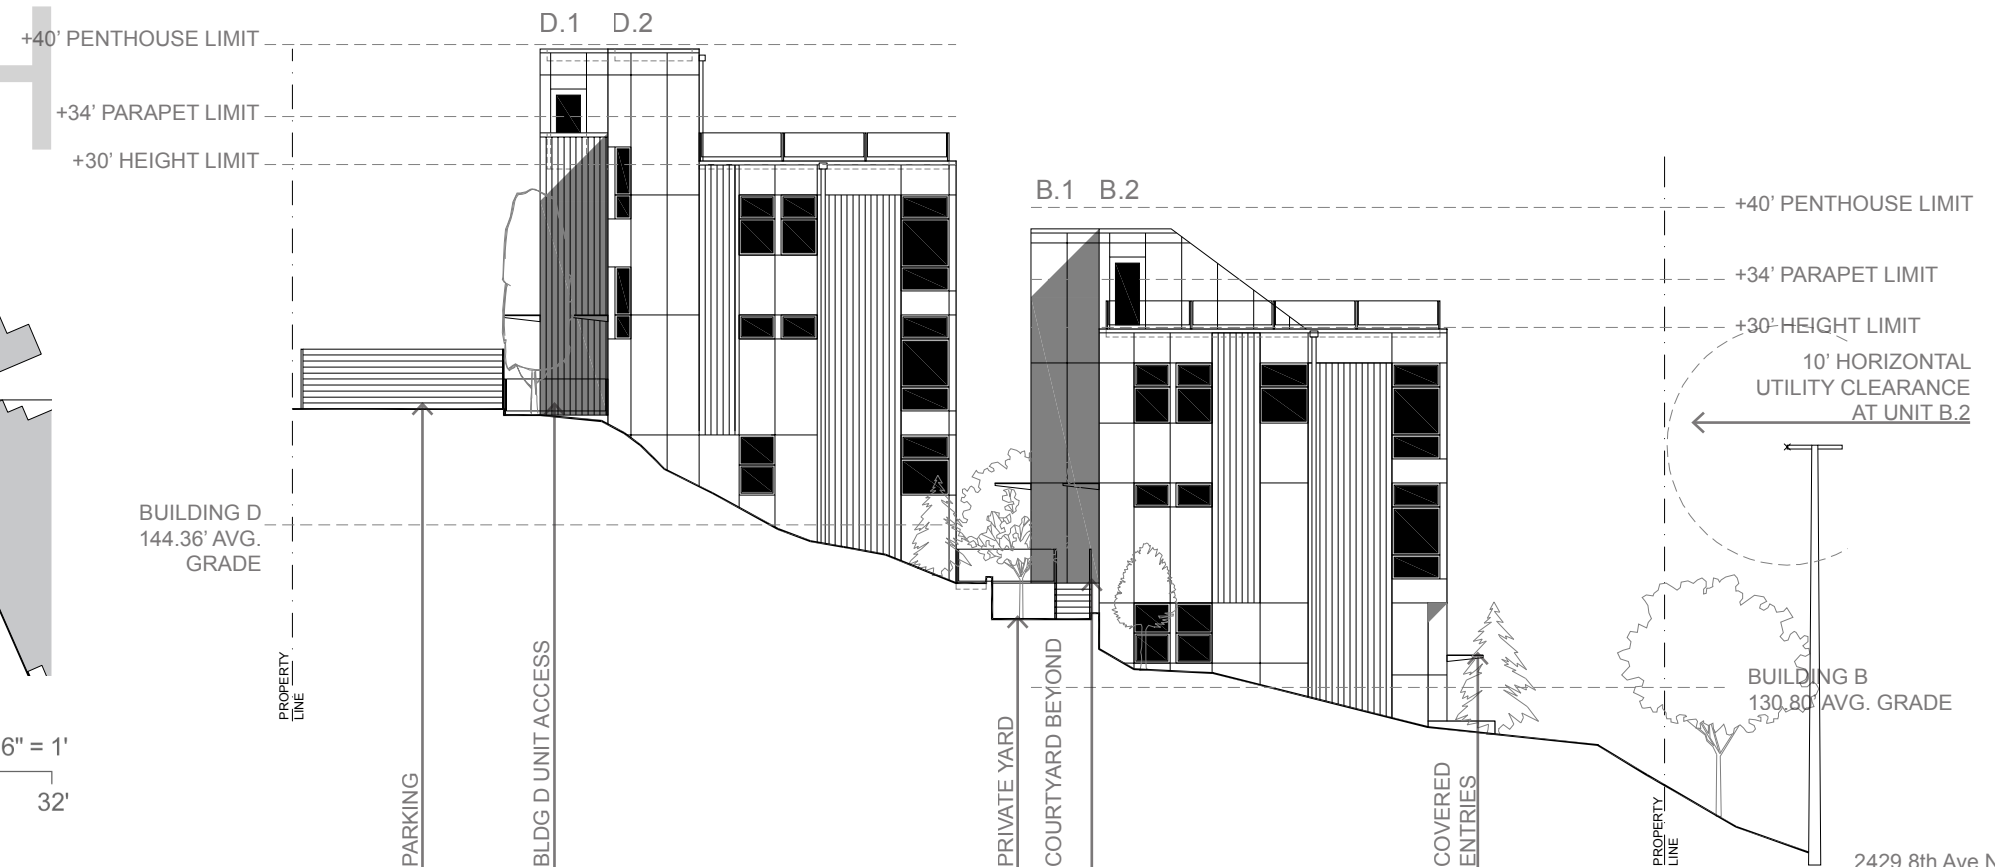 D.1 D.2
+40' PENTHOUSE LIMIT
+34' PARAPET LIMIT
+30' HEIGHT LIMIT
BUILDING D
144.36' AVG.
GRADE
PROPERTY
LINE
6" = 1'
32'
PARKING
BLDG D UNIT ACCESS
B.1 B.2
+40' PENTHOUSE LIMIT
+34' PARAPET LIMIT
+30' HEIGHT LIMIT
10' HORIZONTAL
UTILITY CLEARANCE
AT UNIT B.2
BUILDING B
130.80' AVG. GRADE
PRIVATE YARD
COURTYARD BEYOND
COVERED
ENTRIES
PROPERTY
LINE
2429 8th Ave N